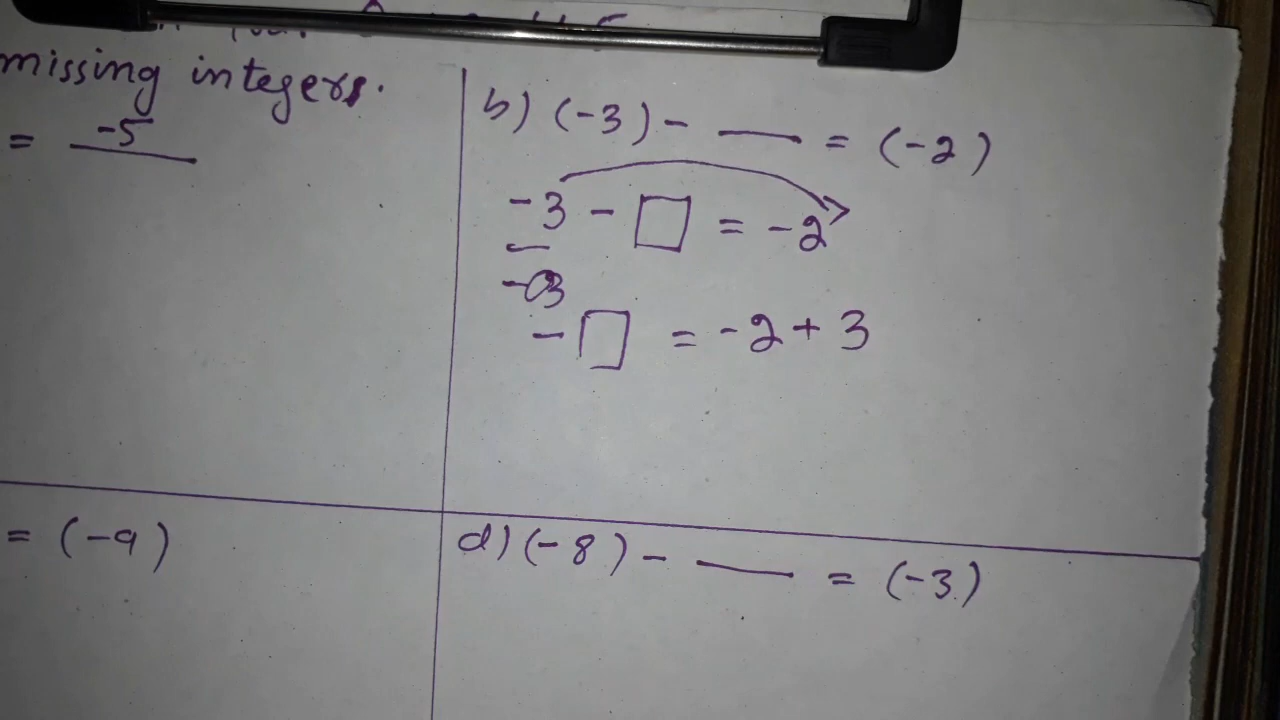 missing integers.
= -5
b) (-3) - ___ = (-2)
-3 - □ = -2
-3
- □ = -2 + 3
= (-9)
d) (-8) - ___ = (-3)